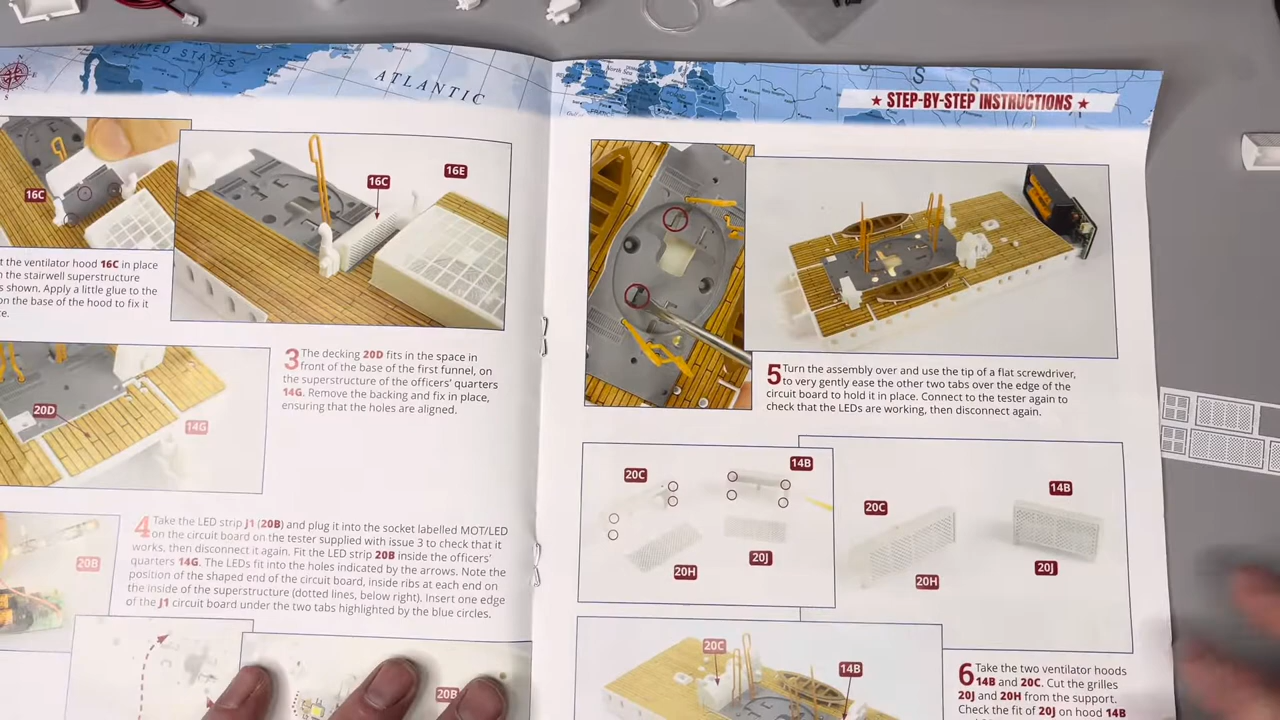 UNITED STATES
ATLANTIC
16C
16C
16E
t the ventilator hood 16C in place
n the stairwell superstructure
s shown. Apply a little glue to the
on the base of the hood to fix it
ce.
20D
14G
3 The decking 20D fits in the space in
front of the base of the first funnel, on
the superstructure of the officers' quarters
14G. Remove the backing and fix in place,
ensuring that the holes are aligned.
20B
4 Take the LED strip J1 (20B) and plug it into the socket labelled MOT/LED
on the circuit board on the tester supplied with issue 3 to check that it
works, then disconnect it again. Fit the LED strip 20B inside the officers'
quarters 14G. The LEDs fit into the holes indicated by the arrows. Note the
position of the shaped end of the circuit board, inside ribs at each end on
the inside of the superstructure (dotted lines, below right). Insert one edge
of the J1 circuit board under the two tabs highlighted by the blue circles.
20B
North Sea
★ STEP-BY-STEP INSTRUCTIONS ★
5 Turn the assembly over and use the tip of a flat screwdriver,
to very gently ease the other two tabs over the edge of the
circuit board to hold it in place. Connect to the tester again to
check that the LEDs are working, then disconnect again.
20C
14B
20H
20J
20C
14B
20H
20J
20C
14B
6 Take the two ventilator hoods
14B and 20C. Cut the grilles
20J and 20H from the support.
Check the fit of 20J on hood 14B